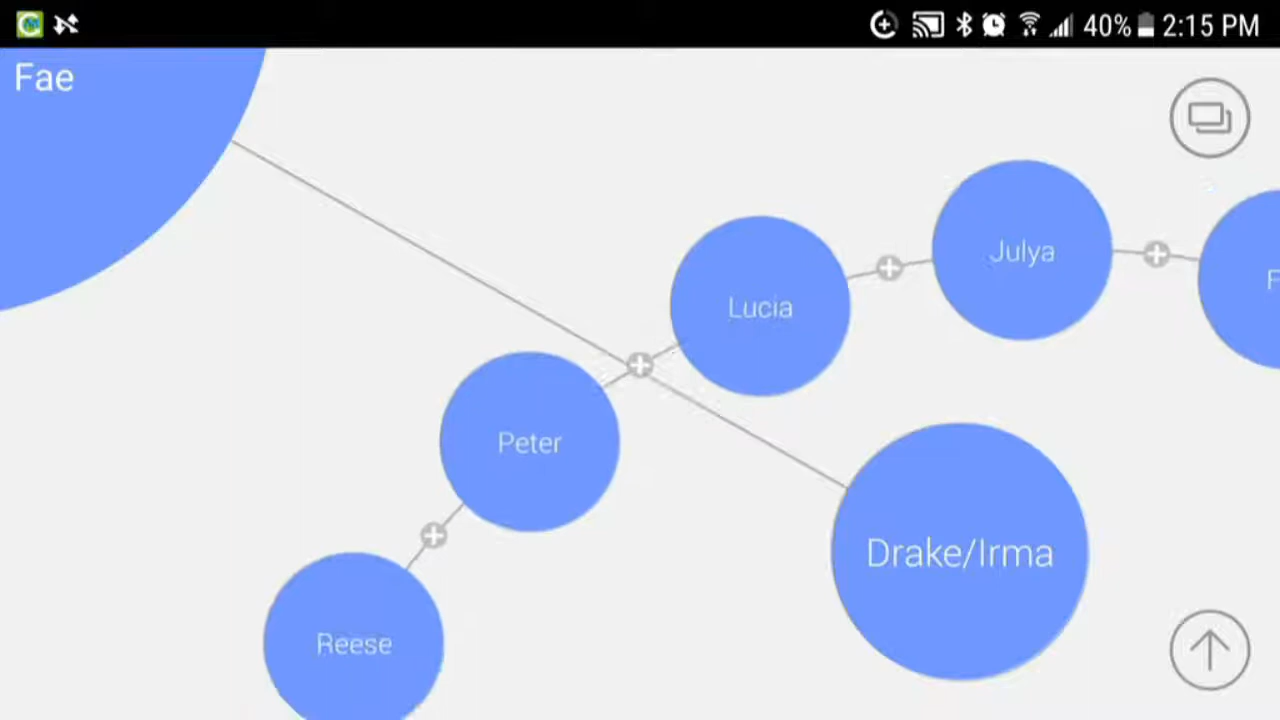 40% 2:15 PM
Fae
Julya
F
Lucia
Peter
Drake/Irma
Reese